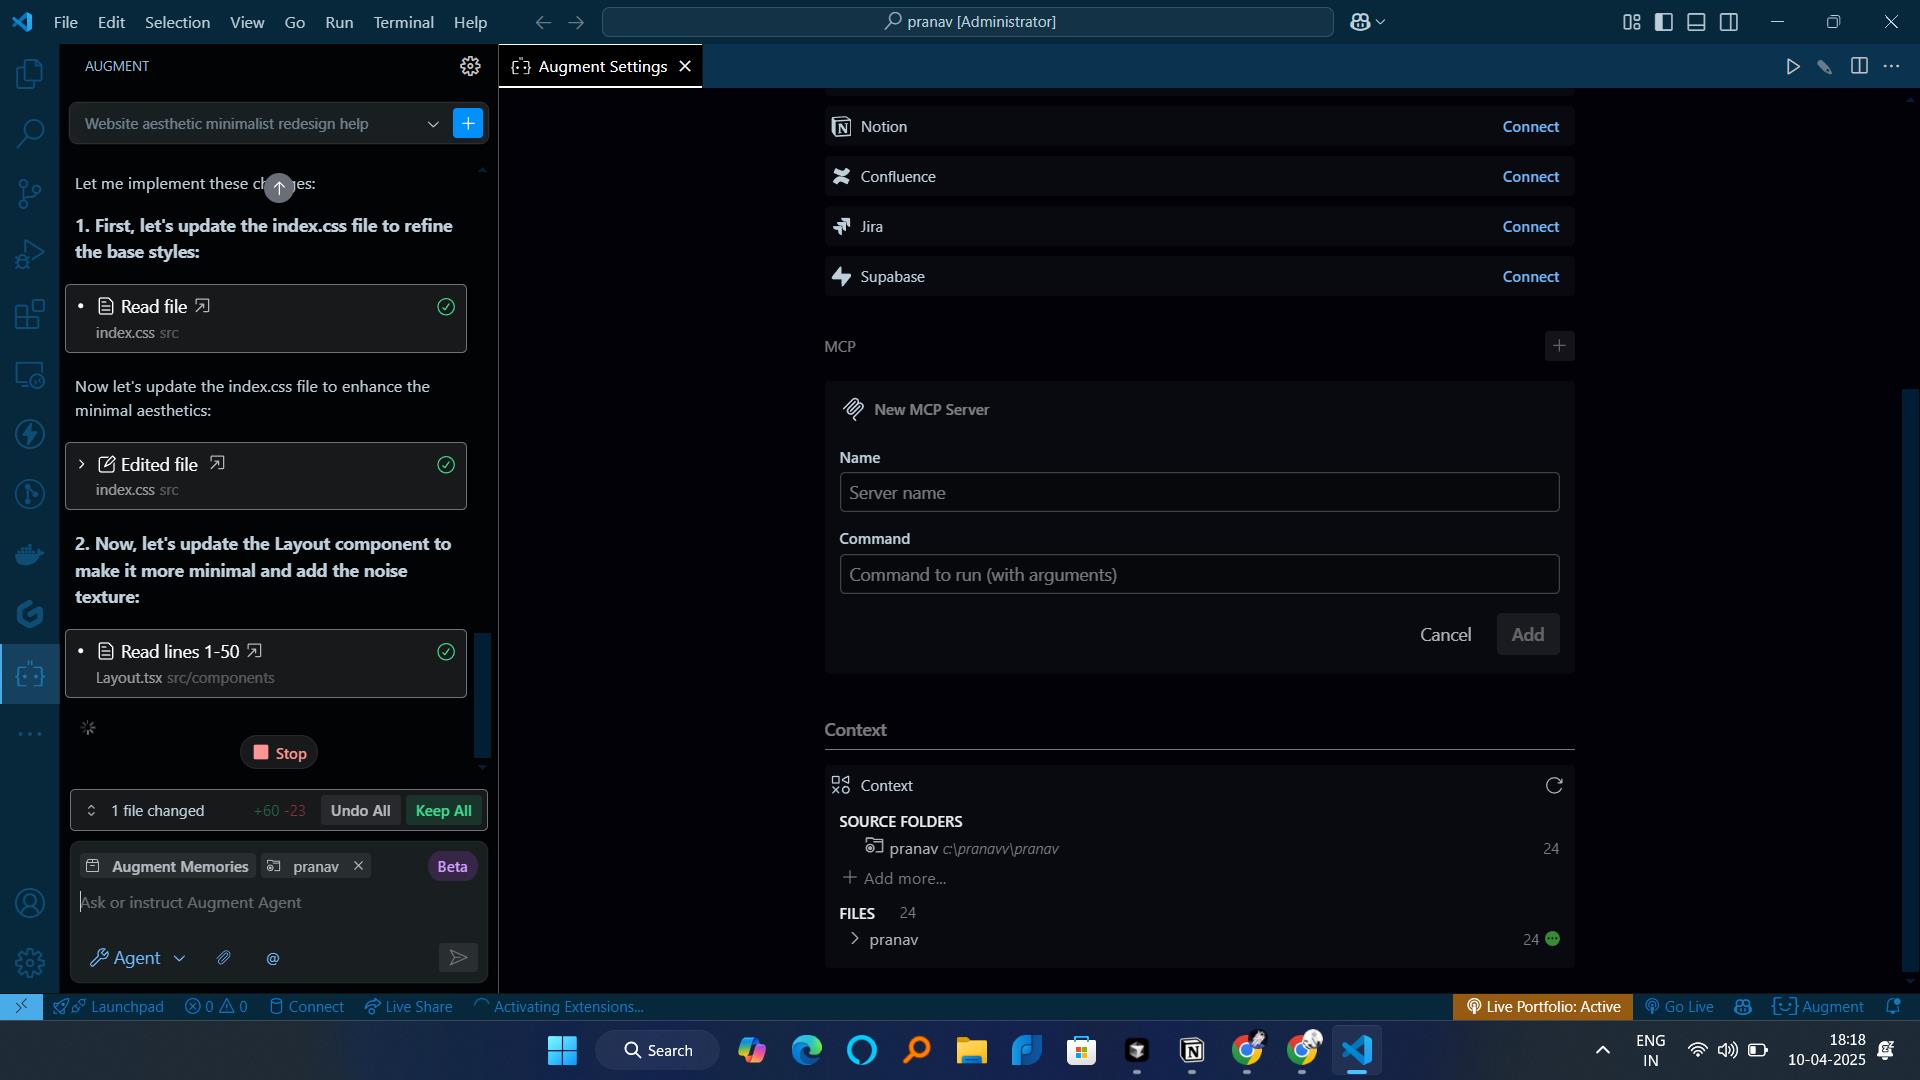 File Edit Selection View Go Run Terminal Help
pranav [Administrator]
AUGMENT
Augment Settings
Website aesthetic minimalist redesign help
Let me implement these ch es:
1. First, let's update the index.css file to refine
the base styles:
Read file
index.css src
Now let's update the index.css file to enhance the
minimal aesthetics:
Edited file
index.css src
2. Now, let's update the Layout component to
make it more minimal and add the noise
texture:
Read lines 1-50
Layout.tsx src/components
Stop
1 file changed +60 -23 Undo All Keep All
Augment Memories pranav Beta
Ask or instruct Augment Agent
Agent @
Notion Connect
Confluence Connect
Jira Connect
Supabase Connect
MCP
New MCP Server
Name
Server name
Command
Command to run (with arguments)
Cancel Add
Context
Context
SOURCE FOLDERS
pranav c:\pranavv\pranav 24
Add more...
FILES 24
pranav 24
Launchpad 0 0 Connect Live Share Activating Extensions... Live Portfolio: Active Go Live Augment
Search
ENG
IN
18:18
10-04-2025